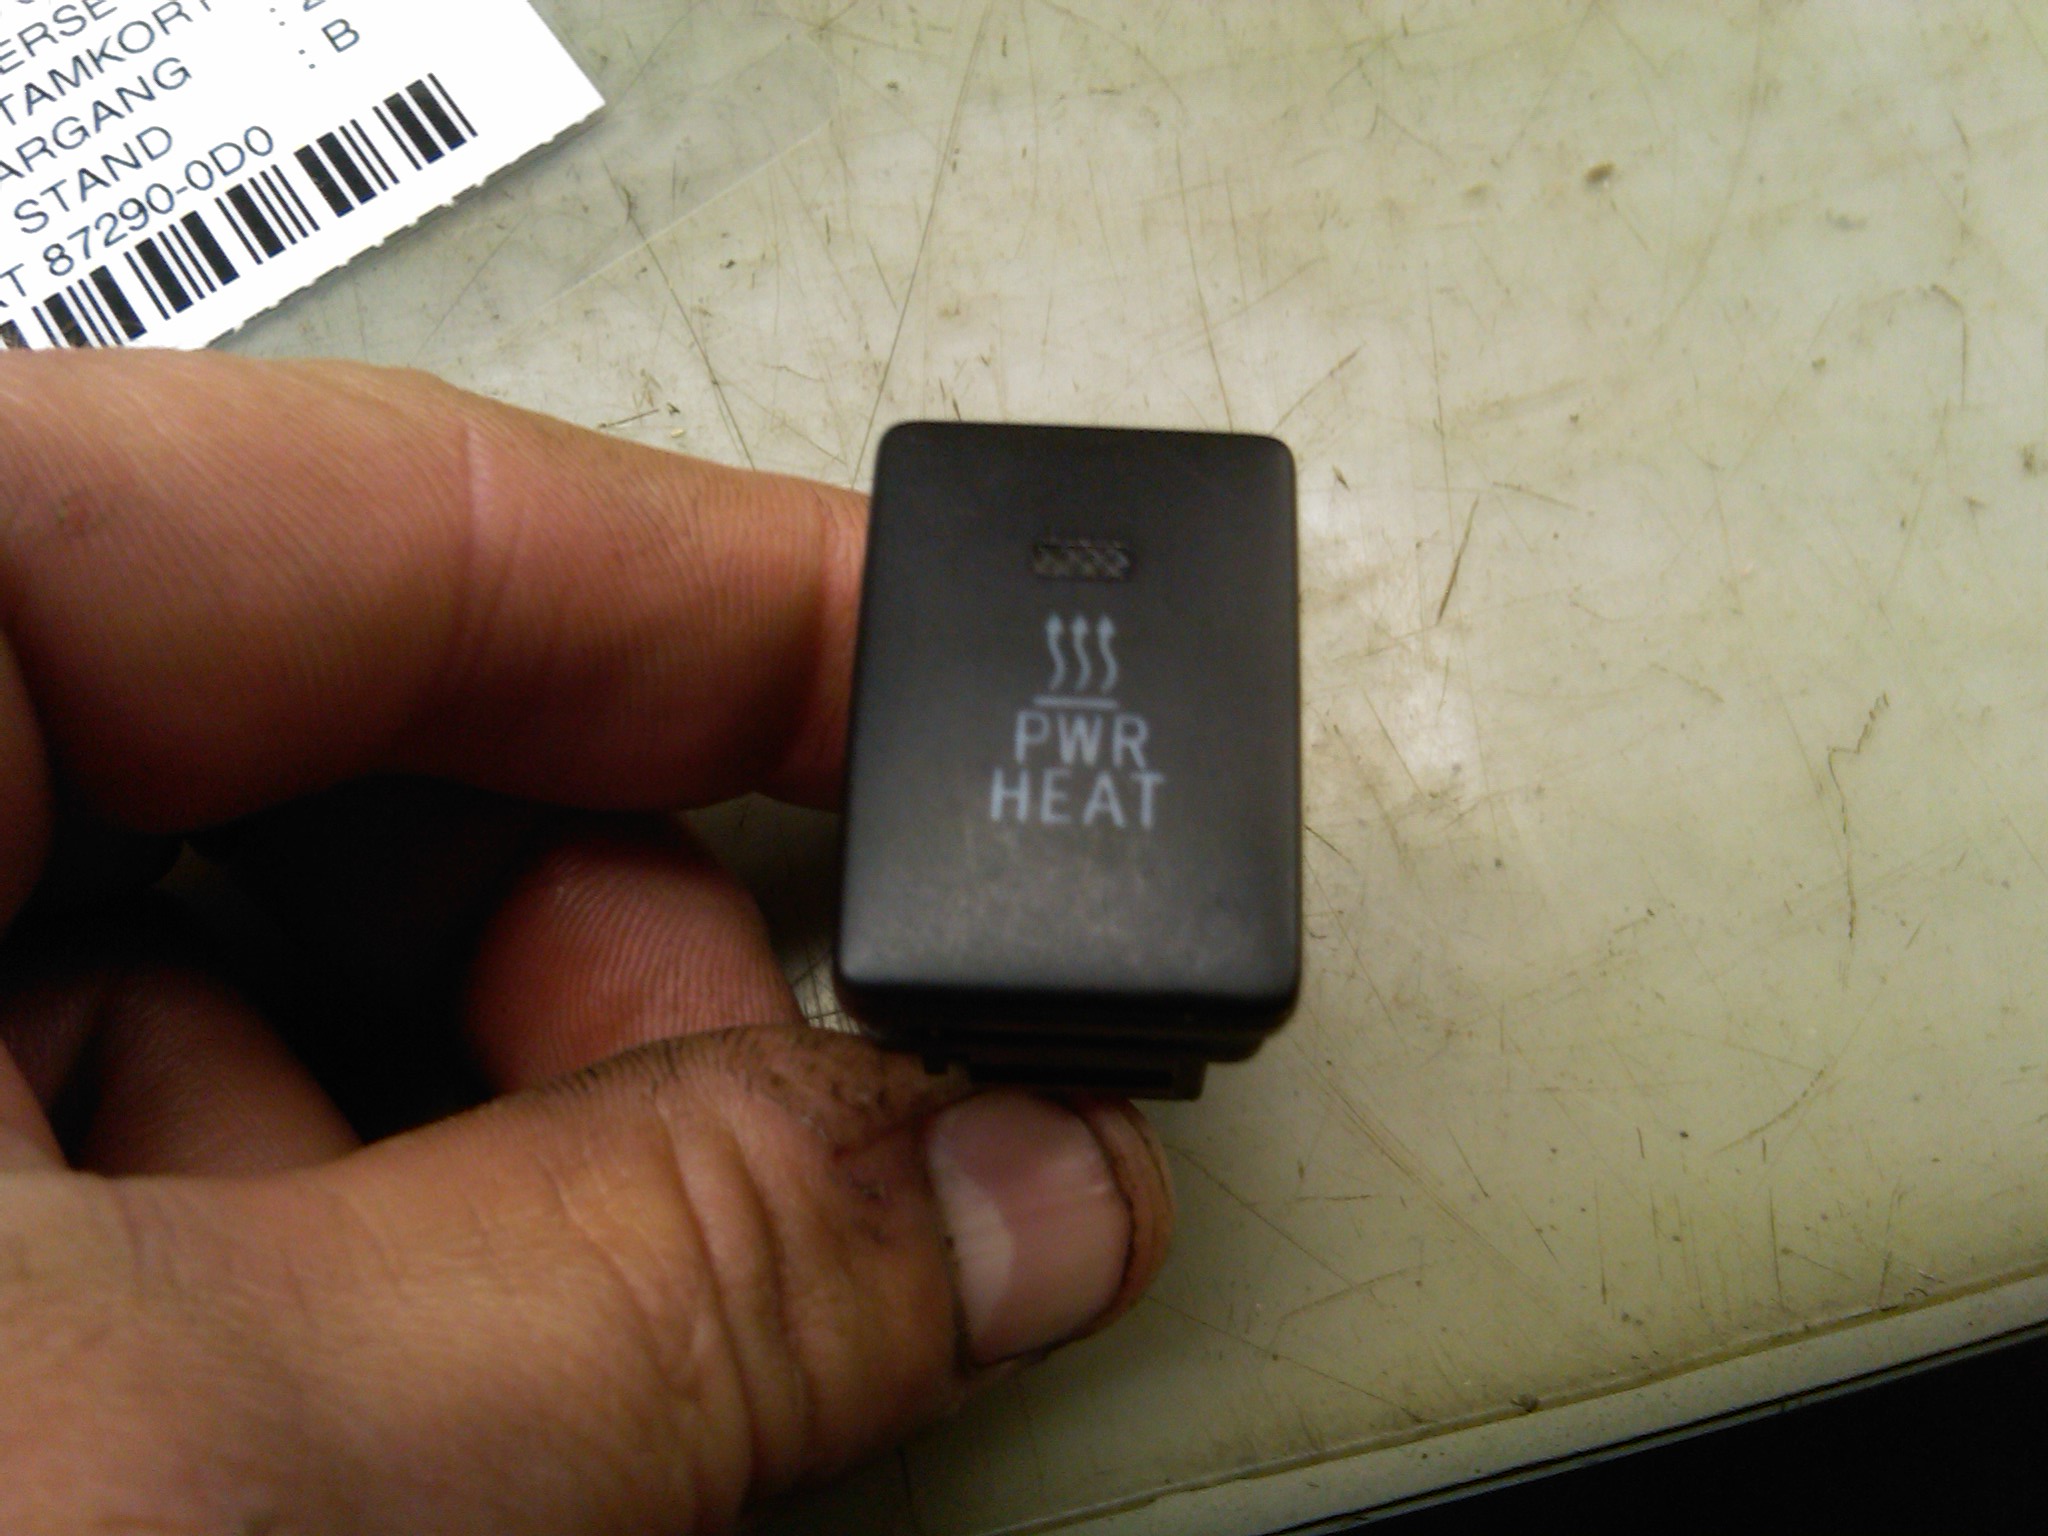 ERSE
TAMKORT :
ARGANG : B
STAND
T 87290-0D0
PWR
HEAT